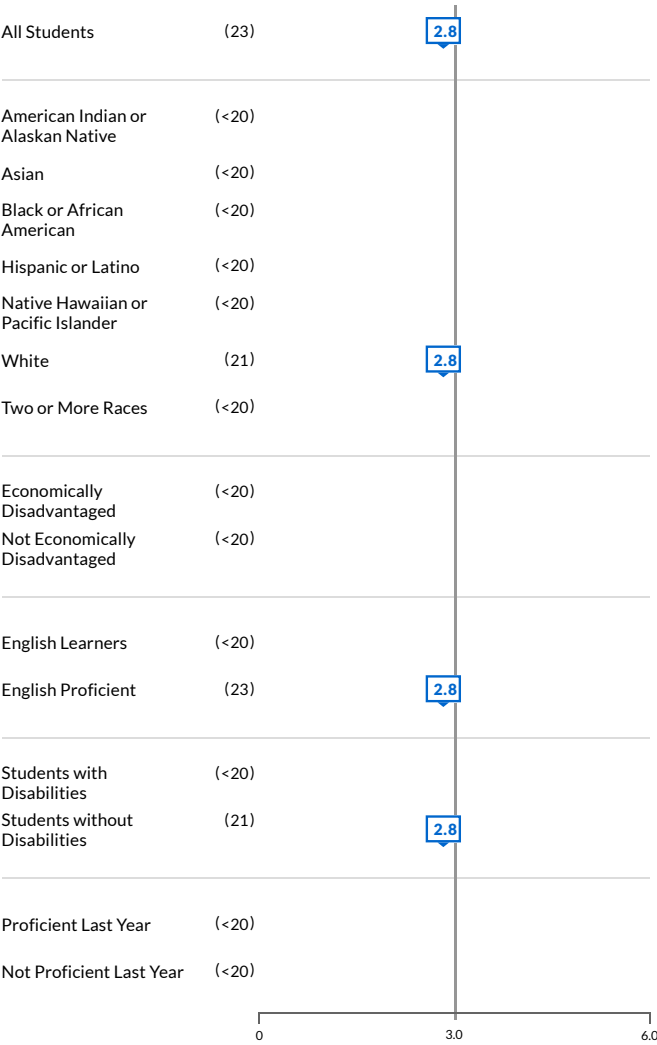 All Students (23) 2.8
American Indian or (<20)
Alaskan Native
Asian (<20)
Black or African (<20)
American
Hispanic or Latino (<20)
Native Hawaiian or (<20)
Pacific Islander
White (21) 2.8
Two or More Races (<20)
Economically (<20)
Disadvantaged
Not Economically (<20)
Disadvantaged
English Learners (<20)
English Proficient (23) 2.8
Students with (<20)
Disabilities
Students without (21) 2.8
Disabilities
Proficient Last Year (<20)
Not Proficient Last Year (<20)
0 3.0 6.0